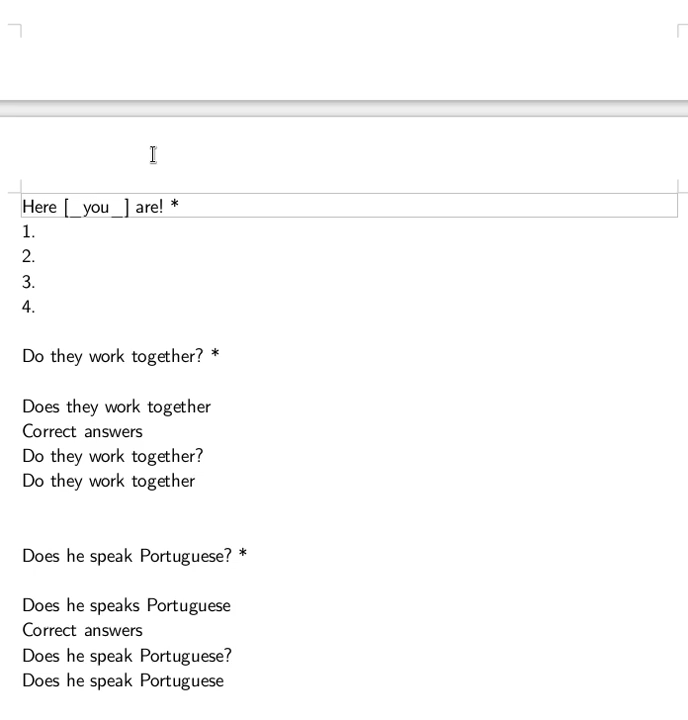 Here [_you_] are! *
1.
2.
3.
4.
Do they work together? *
Does they work together
Correct answers
Do they work together?
Do they work together
Does he speak Portuguese? *
Does he speaks Portuguese
Correct answers
Does he speak Portuguese?
Does he speak Portuguese